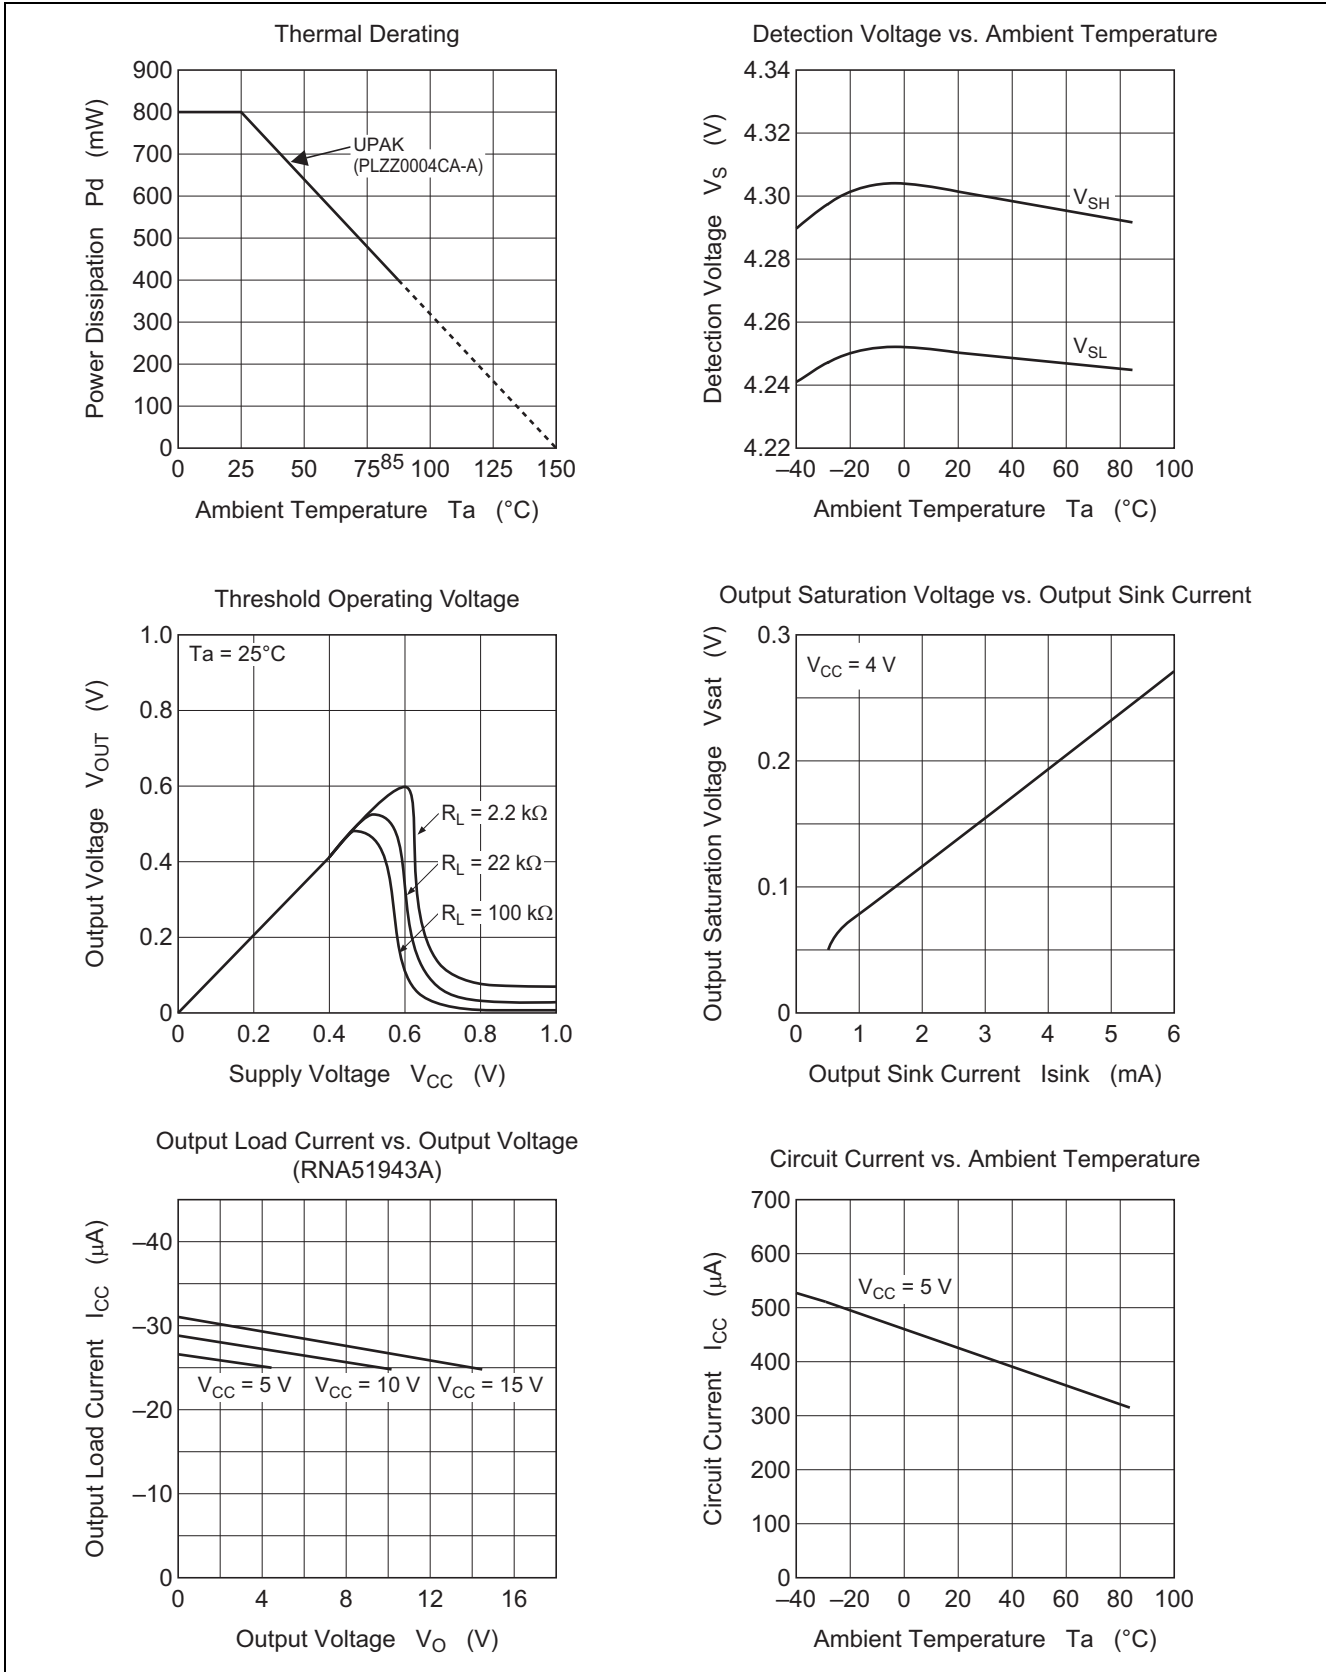 Thermal Derating
Power Dissipation Pd (mW)
900
800
700
600
500
400
300
200
100
0
UPAK
(PLZZ0004CA-A)
0 25 50 75 85 100 125 150
Ambient Temperature Ta (°C)
Detection Voltage vs. Ambient Temperature
Detection Voltage VS (V)
4.34
4.32
4.30
4.28
4.26
4.24
4.22
VSH
VSL
–40 –20 0 20 40 60 80 100
Ambient Temperature Ta (°C)
Threshold Operating Voltage
Output Voltage VOUT (V)
1.0
0.8
0.6
0.4
0.2
0
Ta = 25°C
RL = 2.2 kΩ
RL = 22 kΩ
RL = 100 kΩ
0 0.2 0.4 0.6 0.8 1.0
Supply Voltage VCC (V)
Output Saturation Voltage vs. Output Sink Current
Output Saturation Voltage Vsat (V)
0.3
0.2
0.1
0
VCC = 4 V
0 1 2 3 4 5 6
Output Sink Current Isink (mA)
Output Load Current vs. Output Voltage
(RNA51943A)
Output Load Current ICC (μA)
–40
–30
–20
–10
0
VCC = 5 V VCC = 10 V VCC = 15 V
0 4 8 12 16
Output Voltage VO (V)
Circuit Current vs. Ambient Temperature
Circuit Current ICC (μA)
700
600
500
400
300
200
100
0
VCC = 5 V
–40 –20 0 20 40 60 80 100
Ambient Temperature Ta (°C)